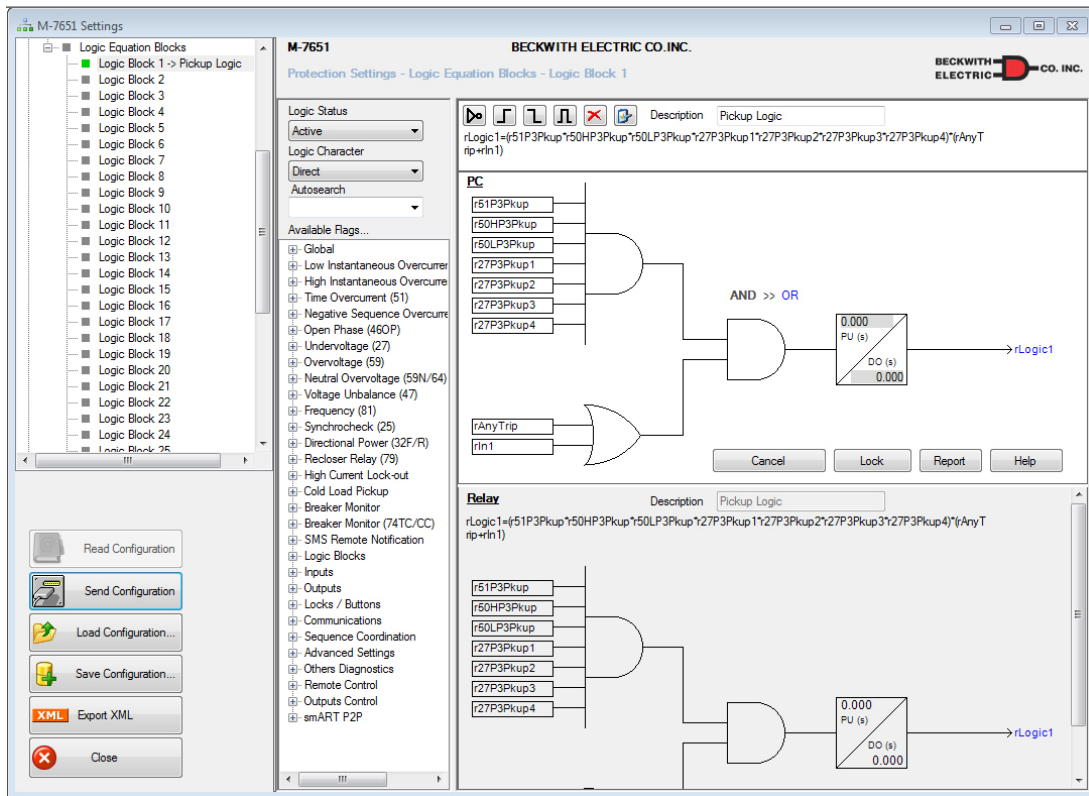 M-7651 Settings
Logic Equation Blocks
Logic Block 1 -> Pickup Logic
Logic Block 2
Logic Block 3
Logic Block 4
Logic Block 5
Logic Block 6
Logic Block 7
Logic Block 8
Logic Block 9
Logic Block 10
Logic Block 11
Logic Block 12
Logic Block 13
Logic Block 14
Logic Block 15
Logic Block 16
Logic Block 17
Logic Block 18
Logic Block 19
Logic Block 20
Logic Block 21
Logic Block 22
Logic Block 23
Logic Block 24
Logic Block 25
Read Configuration
Send Configuration
Load Configuration...
Save Configuration...
XML Export XML
Close
M-7651 BECKWITH ELECTRIC CO.INC.
Protection Settings - Logic Equation Blocks - Logic Block 1
BECKWITH
ELECTRIC CO. INC.
Logic Status
Active
Logic Character
Direct
Autosearch
Available Flags...
Global
Low Instantaneous Overcurrer
High Instantaneous Overcurre
Time Overcurrent (51)
Negative Sequence Overcurre
Open Phase (46OP)
Undervoltage (27)
Overvoltage (59)
Neutral Overvoltage (59N/64)
Voltage Unbalance (47)
Frequency (81)
Synchrocheck (25)
Directional Power (32F/R)
Recloser Relay (79)
High Current Lock-out
Cold Load Pickup
Breaker Monitor
Breaker Monitor (74TC/CC)
SMS Remote Notification
Logic Blocks
Inputs
Outputs
Locks / Buttons
Communications
Sequence Coordination
Advanced Settings
Others Diagnostics
Remote Control
Outputs Control
smART P2P
Description Pickup Logic
rLogic1=(r51P3Pkup*r50HP3Pkup*r50LP3Pkup*r27P3Pkup1*r27P3Pkup2*r27P3Pkup3*r27P3Pkup4)*(rAnyT
rip+rIn1)
PC
r51P3Pkup
r50HP3Pkup
r50LP3Pkup
r27P3Pkup1
r27P3Pkup2
r27P3Pkup3
r27P3Pkup4
AND >> OR
0.000
PU (s)
DO (s)
0.000
rLogic1
rAnyTrip
rIn1
Cancel Lock Report Help
Relay Description Pickup Logic
rLogic1=(r51P3Pkup*r50HP3Pkup*r50LP3Pkup*r27P3Pkup1*r27P3Pkup2*r27P3Pkup3*r27P3Pkup4)*(rAnyT
rip+rIn1)
r51P3Pkup
r50HP3Pkup
r50LP3Pkup
r27P3Pkup1
r27P3Pkup2
r27P3Pkup3
r27P3Pkup4
0.000
PU (s)
DO (s)
0.000
rLogic1